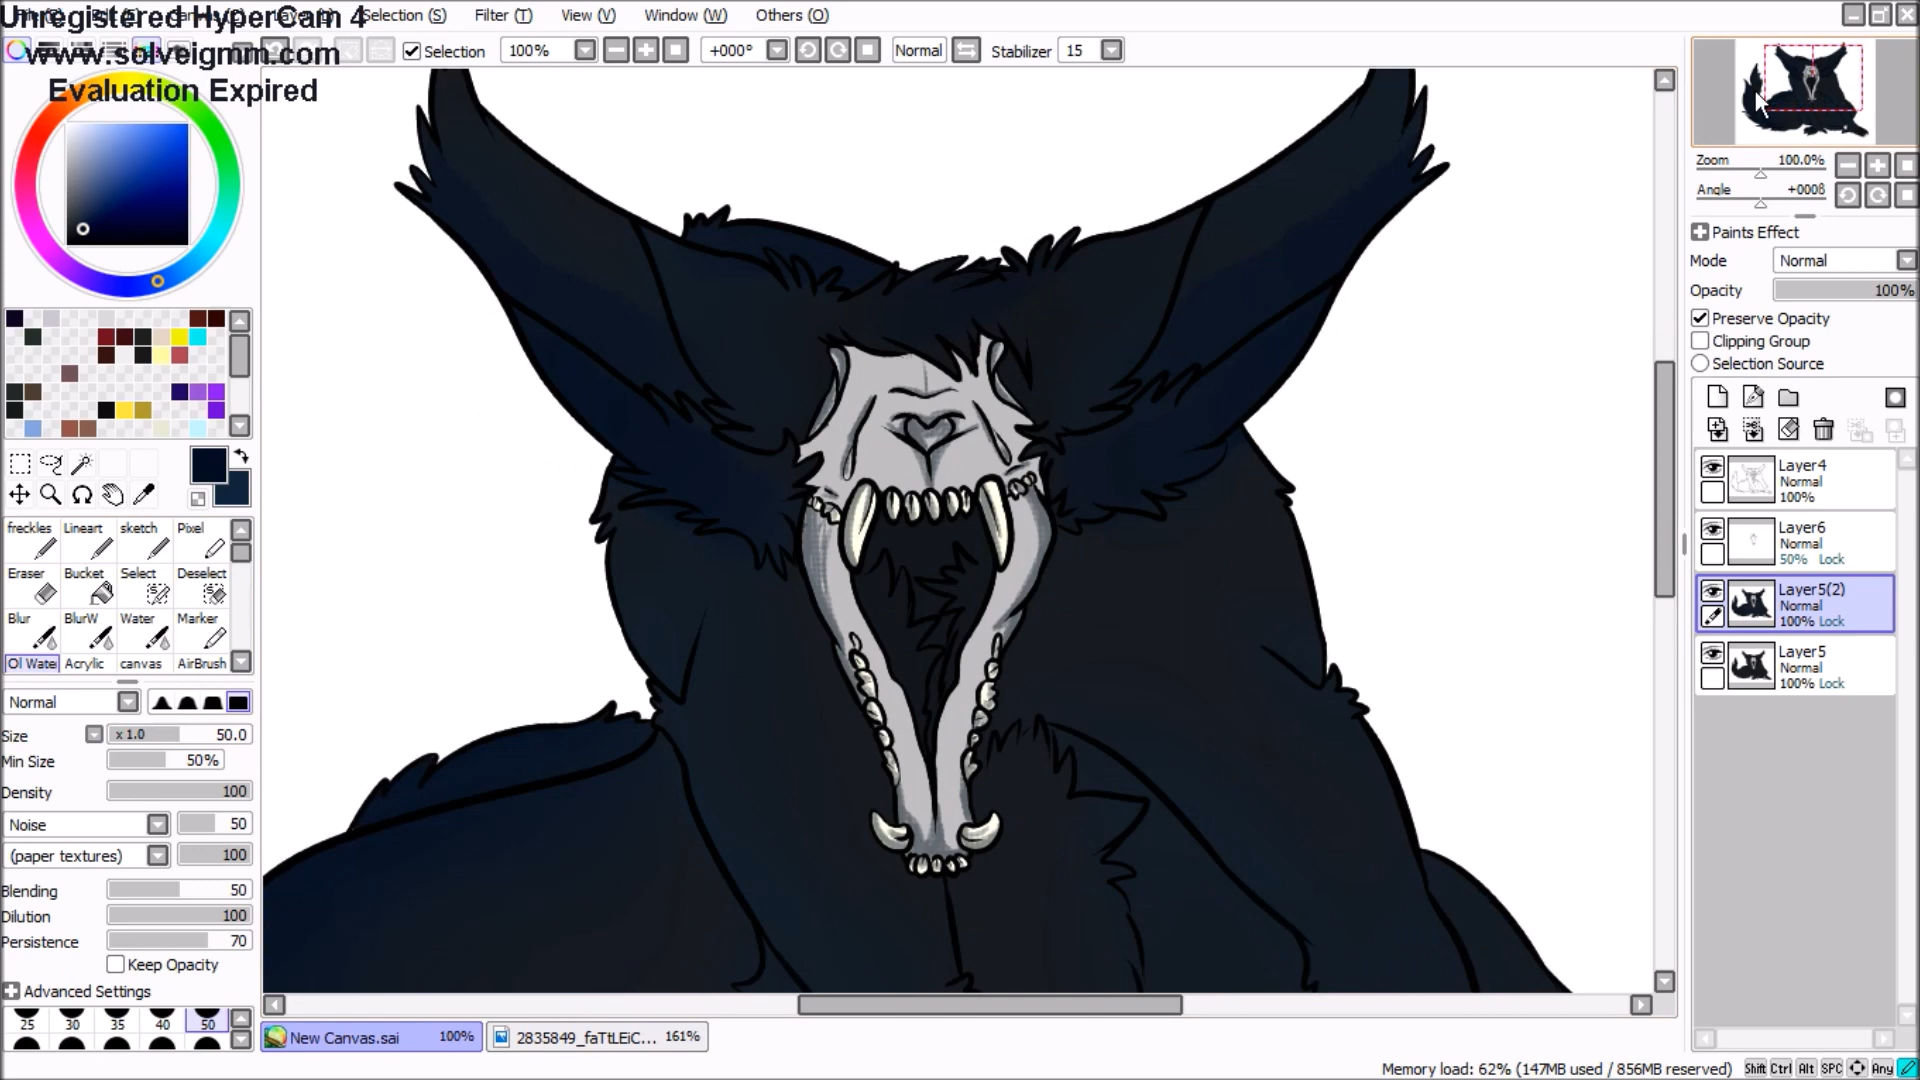 Unregistered HyperCam 4
www.solveigmm.com
Evaluation Expired
Selection (S)
Filter (T)
View (V)
Window (W)
Others (O)
Selection
100%
+000°
Normal
Stabilizer
15
Zoom
100.0%
Angle
+000ß
Paints Effect
Mode
Normal
Opacity
100%
Preserve Opacity
Clipping Group
Selection Source
Layer4
Normal
100%
Layer6
Normal
50% Lock
Layer5(2)
Normal
100% Lock
Layer5
Normal
100% Lock
freckles
Lineart
sketch
Pixel
Eraser
Bucket
Select
Deselect
Blur
BlurW
Water
Marker
Ol Wate
Acrylic
canvas
AirBrush
Normal
Size
x 1.0
50.0
Min Size
50%
Density
100
Noise
50
(paper textures)
100
Blending
50
Dilution
100
Persistence
70
Keep Opacity
Advanced Settings
25
30
35
40
50
New Canvas.sai
100%
2835849_faTtLEiC...
161%
Memory load: 62% (147MB used / 856MB reserved)
Shift Ctrl Alt SPC Any